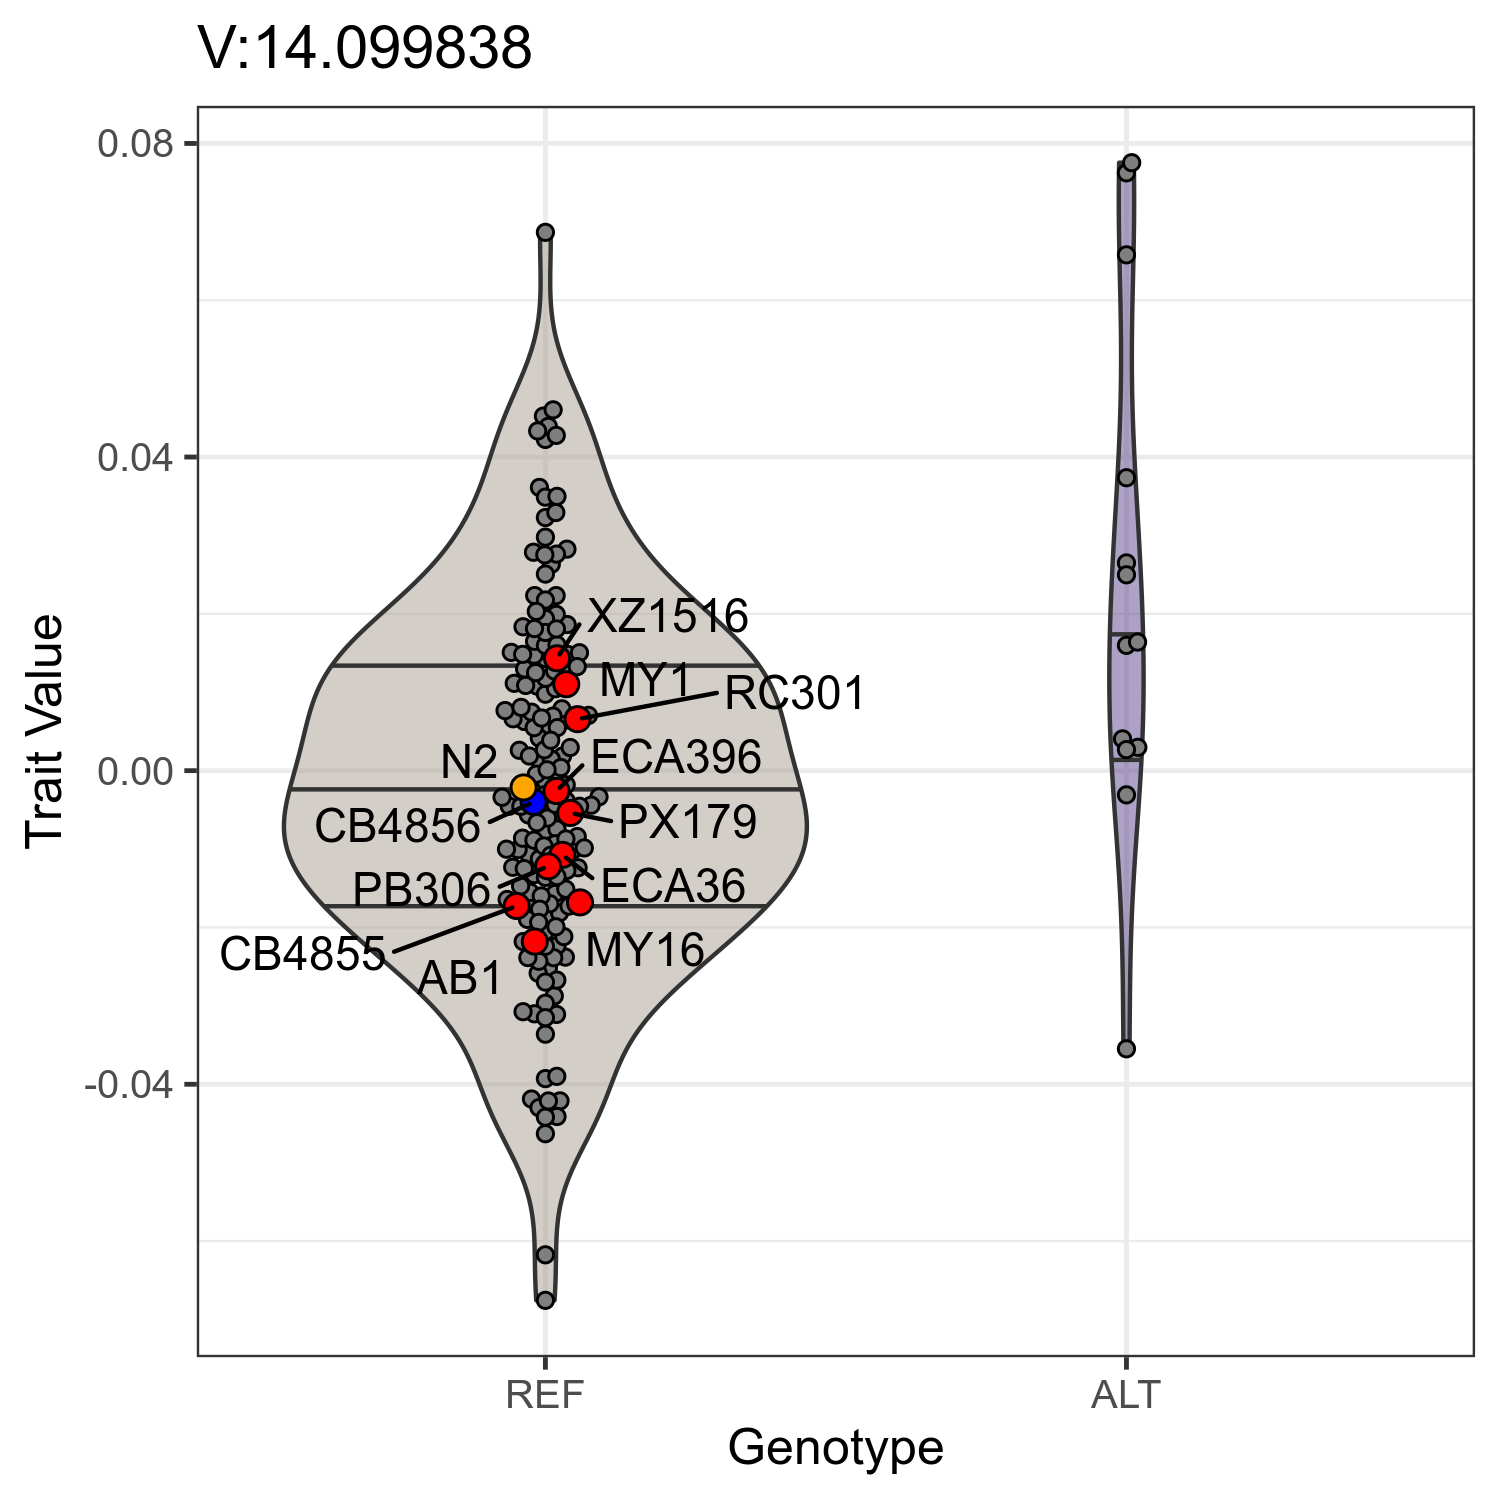 V:14.099838
0.08
0.04
0.00
-0.04
Trait Value
XZ1516
MY1
RC301
N2
ECA396
CB4856
PX179
PB306
ECA36
CB4855
MY16
AB1
REF
ALT
Genotype